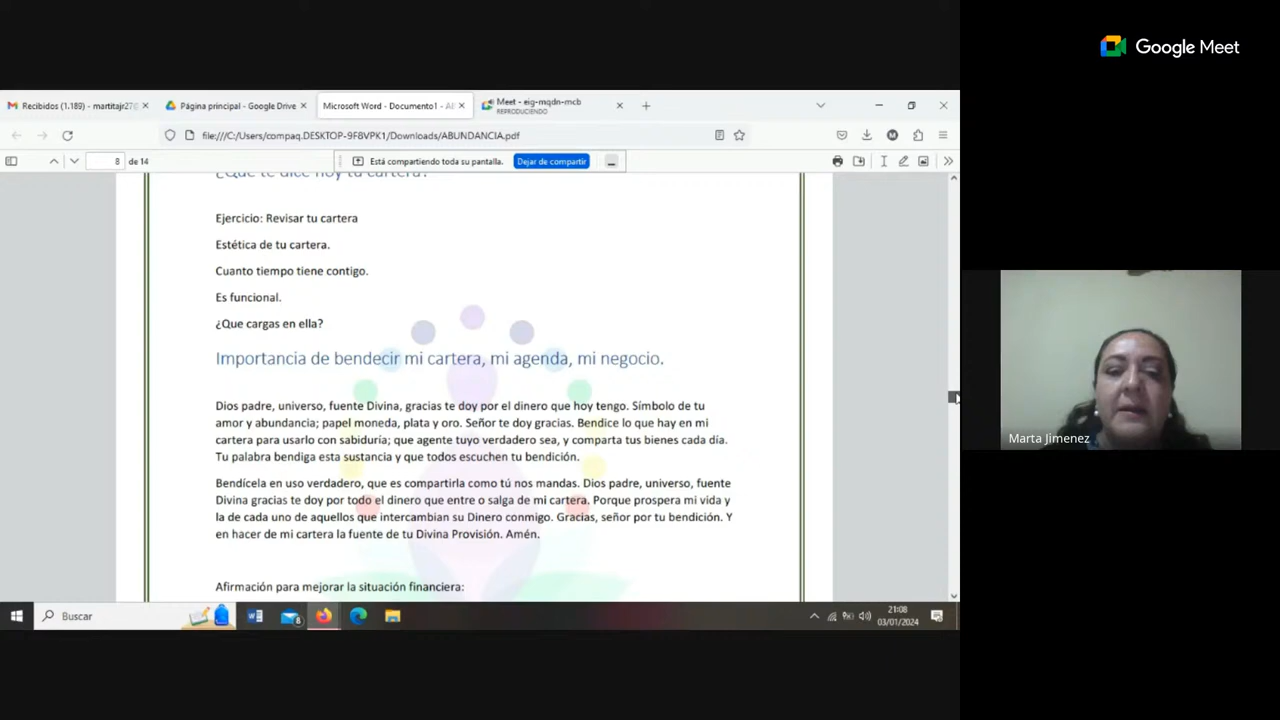 Google Meet
Recibidos (1.189) - martitajr27@
Página principal - Google Drive
Microsoft Word - Documento1 - AB
Meet - eig-mqdn-mcb
REPRODUCIENDO
file:///C:/Users/compaq.DESKTOP-9F8VPK1/Downloads/ABUNDANCIA.pdf
8 de 14
Está compartiendo toda su pantalla.
Dejar de compartir
¿Que te dice hoy tu cartera?
Ejercicio: Revisar tu cartera
Estética de tu cartera.
Cuanto tiempo tiene contigo.
Es funcional.
¿Que cargas en ella?
Importancia de bendecir mi cartera, mi agenda, mi negocio.
Dios padre, universo, fuente Divina, gracias te doy por el dinero que hoy tengo. Símbolo de tu
amor y abundancia; papel moneda, plata y oro. Señor te doy gracias. Bendice lo que hay en mi
cartera para usarlo con sabiduría; que agente tuyo verdadero sea, y comparta tus bienes cada día.
Tu palabra bendiga esta sustancia y que todos escuchen tu bendición.
Bendícela en uso verdadero, que es compartirla como tú nos mandas. Dios padre, universo, fuente
Divina gracias te doy por todo el dinero que entre o salga de mi cartera. Porque prospera mi vida y
la de cada uno de aquellos que intercambian su Dinero conmigo. Gracias, señor por tu bendición. Y
en hacer de mi cartera la fuente de tu Divina Provisión. Amén.
Afirmación para mejorar la situación financiera:
Marta Jimenez
Buscar
8
21:08
03/01/2024